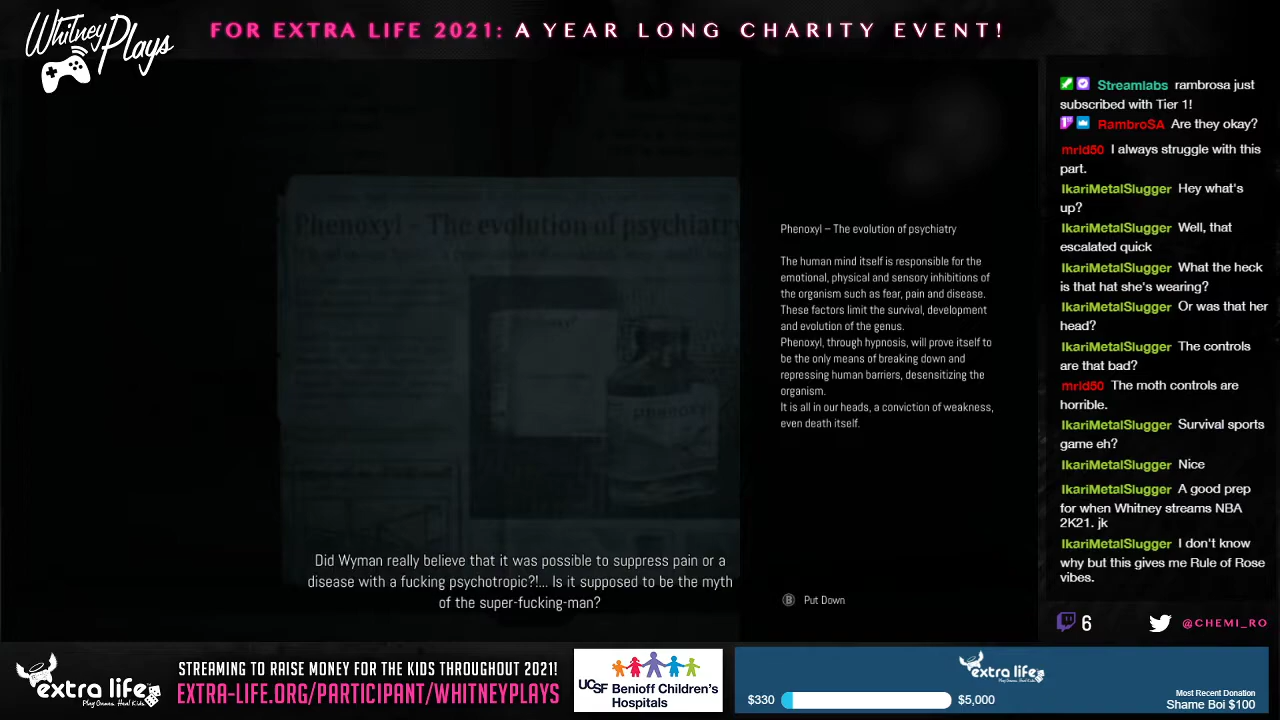 Whitney Plays
FOR EXTRA LIFE 2021: A YEAR LONG CHARITY EVENT!
Phenoxyl - The evolution of psychiatry
Phenoxyl – The evolution of psychiatry
The human mind itself is responsible for the
emotional, physical and sensory inhibitions of
the organism such as fear, pain and disease.
These factors limit the survival, development
and evolution of the genus.
Phenoxyl, through hypnosis, will prove itself to
be the only means of breaking down and
repressing human barriers, desensitizing the
organism.
It is all in our heads, a conviction of weakness,
even death itself.
Did Wyman really believe that it was possible to suppress pain or a
disease with a fucking psychotropic?!... Is it supposed to be the myth
of the super-fucking-man?
B Put Down
Streamlabs rambrosa just
subscribed with Tier 1!
RambroSA Are they okay?
mrld50 I always struggle with this
part.
IkariMetalSlugger Hey what's
up?
IkariMetalSlugger Well, that
escalated quick
IkariMetalSlugger What the heck
is that hat she's wearing?
IkariMetalSlugger Or was that her
head?
IkariMetalSlugger The controls
are that bad?
mrld50 The moth controls are
horrible.
IkariMetalSlugger Survival sports
game eh?
IkariMetalSlugger Nice
IkariMetalSlugger A good prep
for when Whitney streams NBA
2K21. jk
IkariMetalSlugger I don't know
why but this gives me Rule of Rose
vibes.
6 @CHEMI_RO
extra life
Play Games. Heal Kids.
STREAMING TO RAISE MONEY FOR THE KIDS THROUGHOUT 2021!
EXTRA-LIFE.ORG/PARTICIPANT/WHITNEYPLAYS
UCSF Benioff Children's
Hospitals
extra life
Play Games. Heal Kids.
$330 $5,000
Most Recent Donation
Shame Boi $100